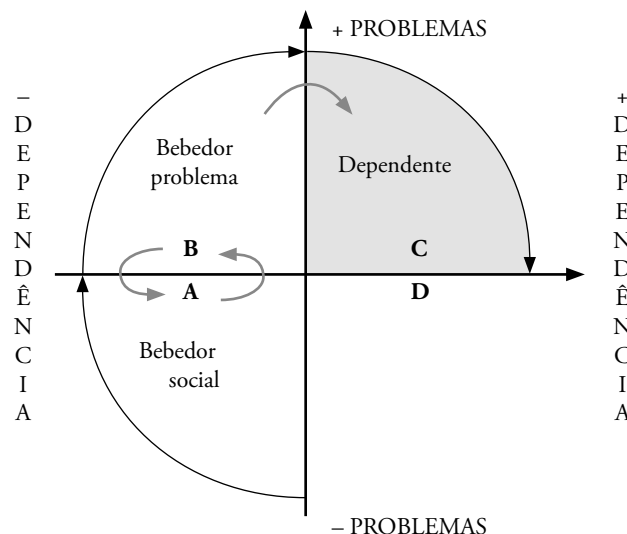 + PROBLEMAS
–
D
E
P
E
N
D
Ê
N
C
I
A
+
D
E
P
E
N
D
Ê
N
C
I
A
Bebedor
problema
Dependente
B
C
A
D
Bebedor
social
– PROBLEMAS